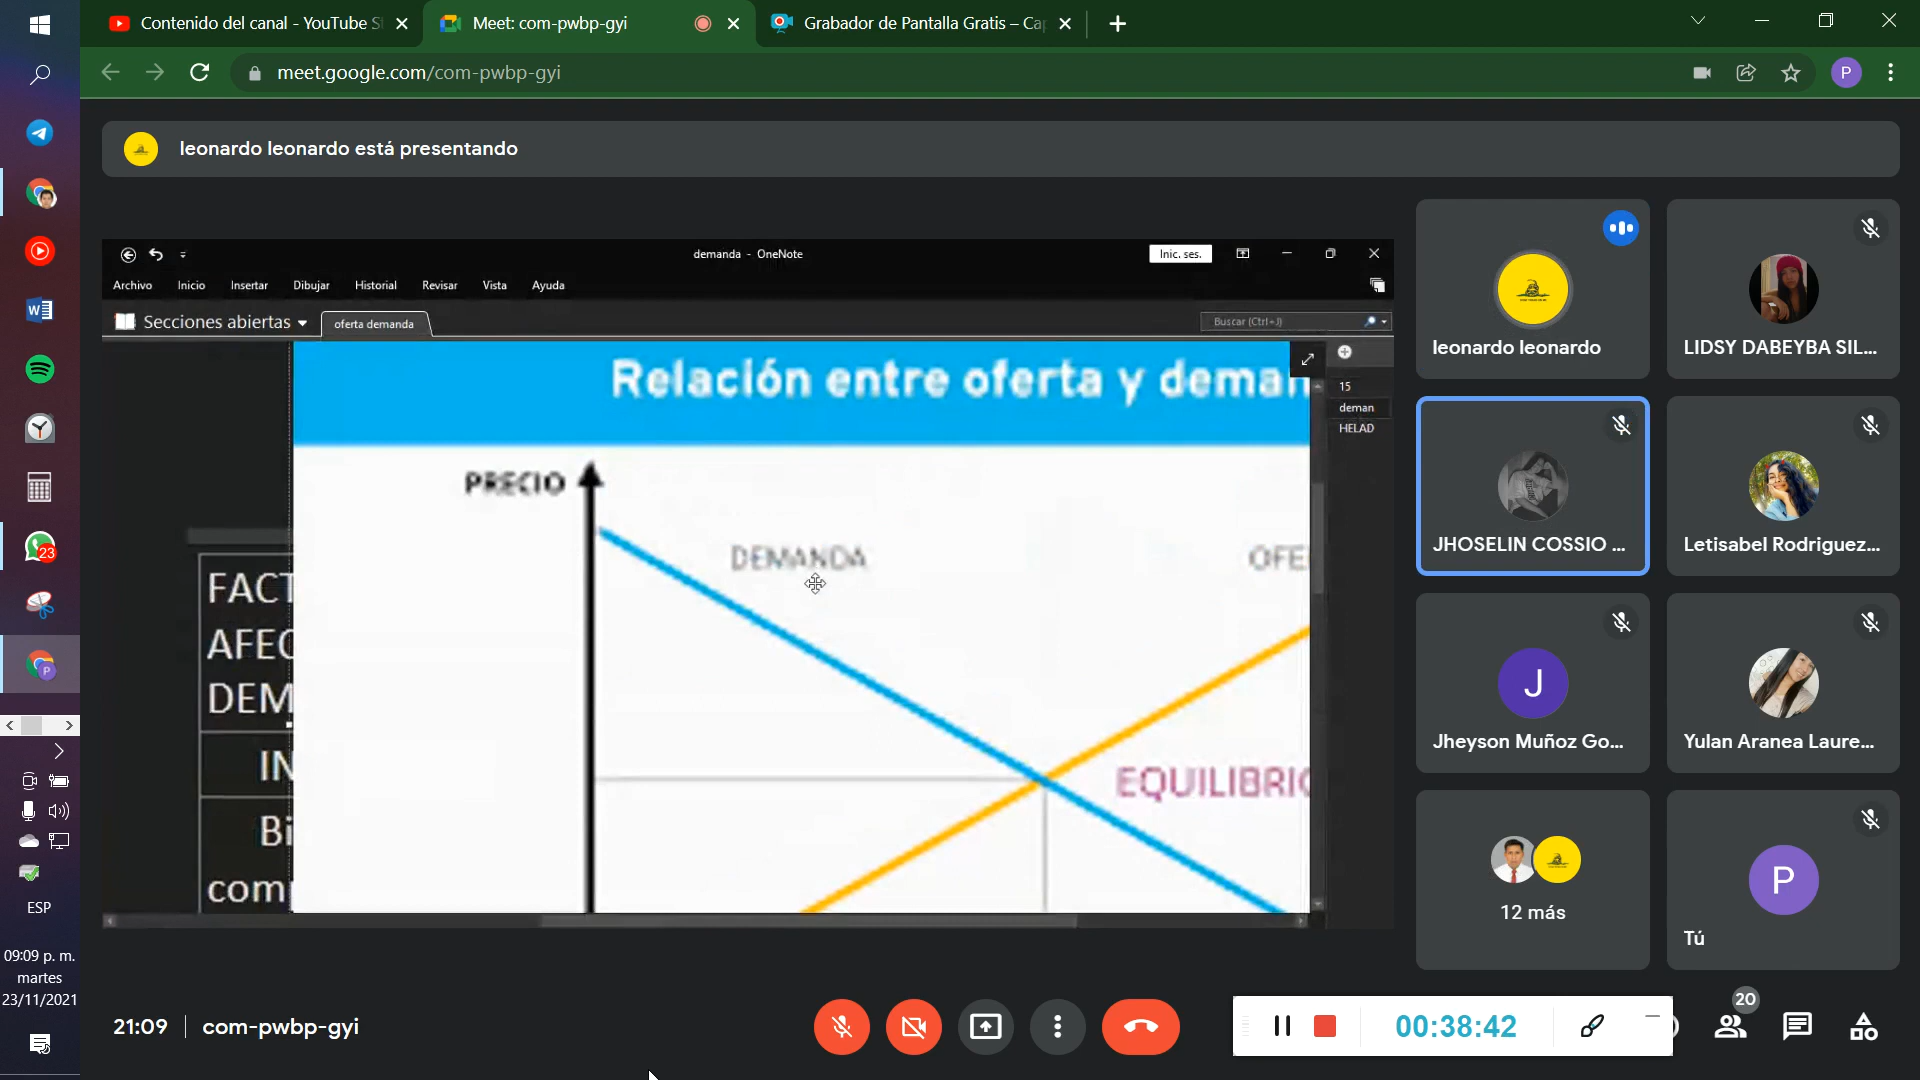 Contenido del canal - YouTube S
Meet: com-pwbp-gyi
Grabador de Pantalla Gratis – Ca
meet.google.com/com-pwbp-gyi
P
leonardo leonardo está presentando
demanda - OneNote
Inic. ses.
Archivo Inicio Insertar Dibujar Historial Revisar Vista Ayuda
Secciones abiertas
oferta demanda
Buscar (Ctrl+J)
Relación entre oferta y deman
15
deman
HELAD
PRECIO
DEMANDA
OFE
EQUILIBRIO
FACT
AFEC
DEM
IN
Bi
com
leonardo leonardo
LIDSY DABEYBA SIL...
JHOSELIN COSSIO ...
Letisabel Rodriguez...
J
Jheyson Muñoz Go...
Yulan Aranea Laure...
12 más
P
Tú
23
P
ESP
09:09 p. m.
martes
23/11/2021
21:09 com-pwbp-gyi
00:38:42
20